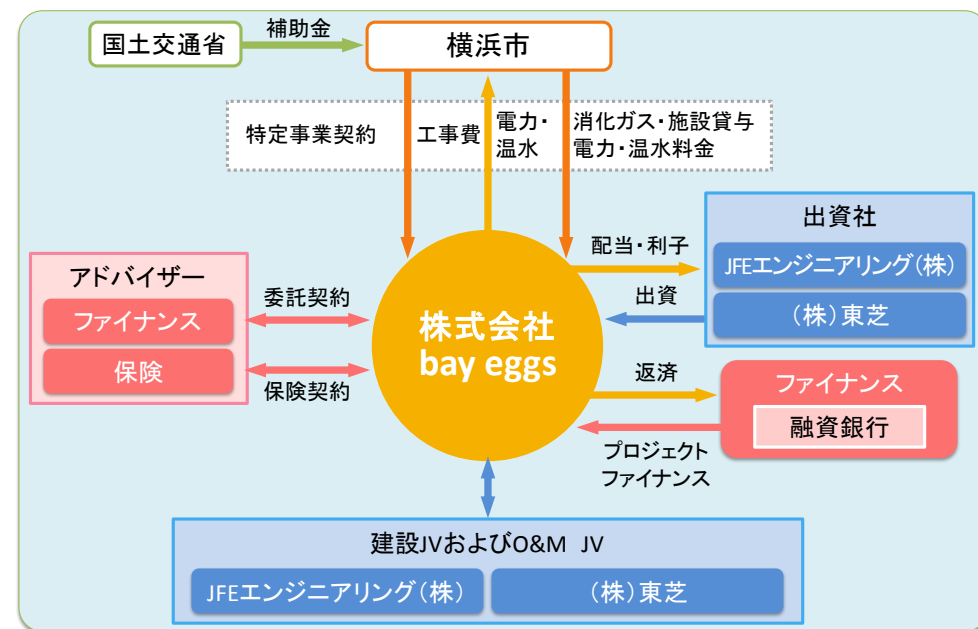 国土交通省
補助金
横浜市
特定事業契約
工事費
電力・
温水
消化ガス・施設貸与
電力・温水料金
出資社
JFEエンジニアリング(株)
(株)東芝
配当・利子
出資
アドバイザー
ファイナンス
保険
委託契約
保険契約
株式会社
bay eggs
返済
プロジェクト
ファイナンス
ファイナンス
融資銀行
建設JVおよびO&M JV
JFEエンジニアリング(株)
(株)東芝